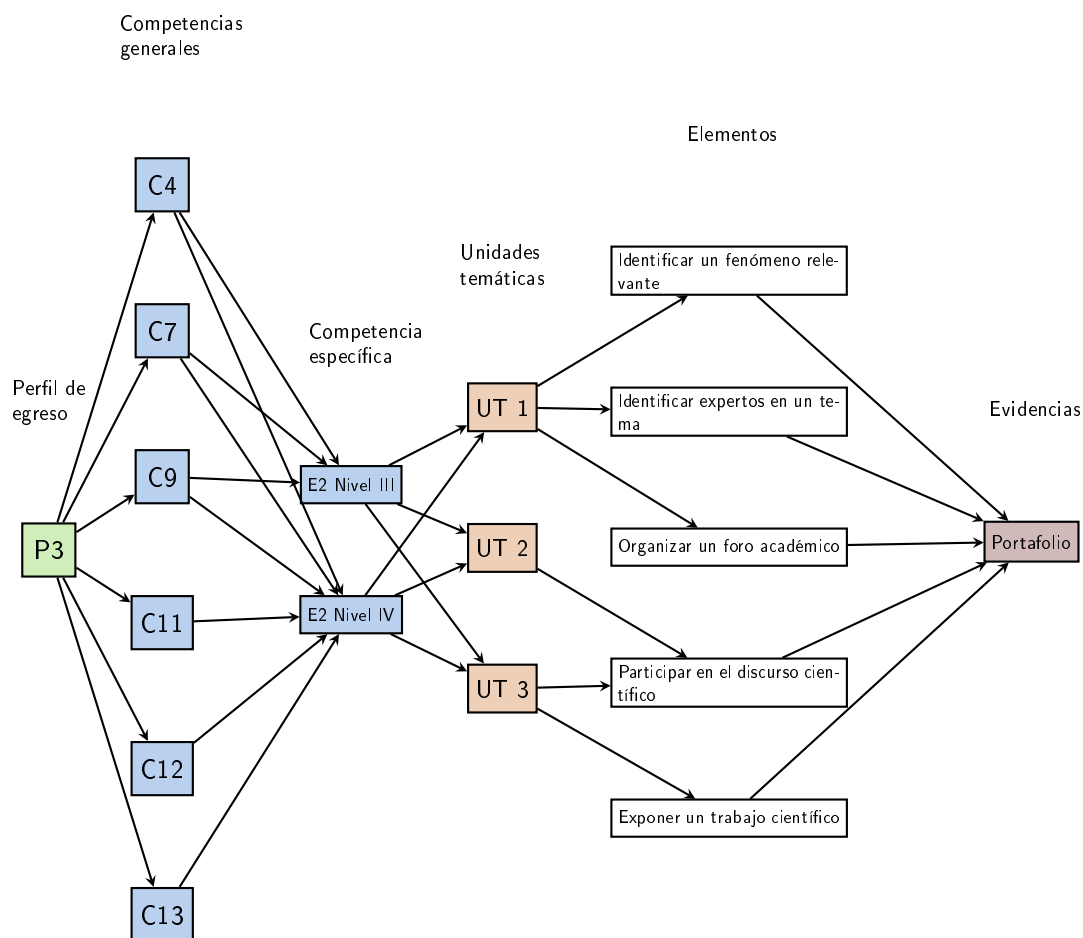 Competencias
generales
Elementos
C4
Unidades
temáticas
Identificar un fenómeno rele-
vante
C7
Competencia
específica
Perfil de
egreso
UT 1
Identificar expertos en un te-
ma
Evidencias
C9
E2 Nivel III
P3
UT 2
Organizar un foro académico
Portafolio
C11
E2 Nivel IV
UT 3
Participar en el discurso cien-
tífico
C12
Exponer un trabajo científico
C13